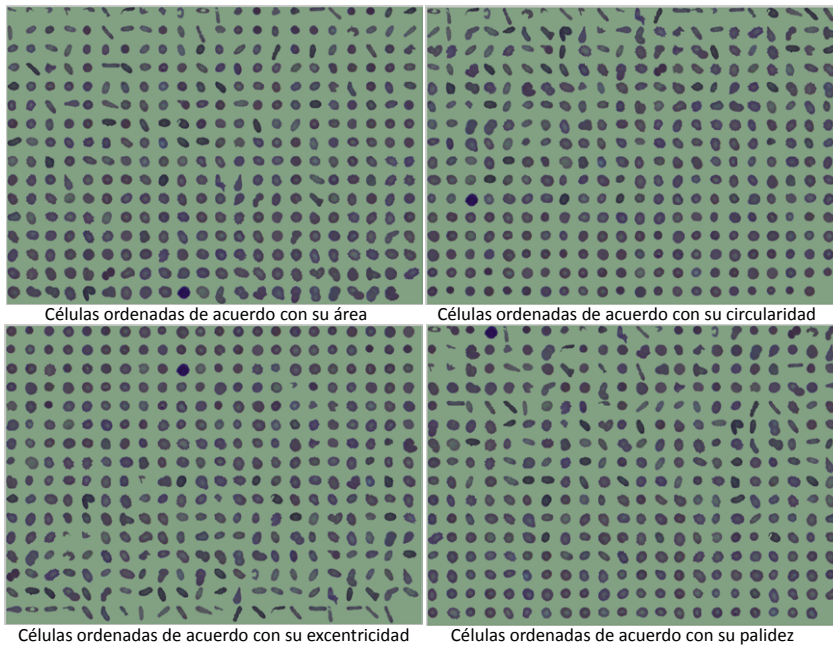 Células ordenadas de acuerdo con su área
Células ordenadas de acuerdo con su circularidad
Células ordenadas de acuerdo con su excentricidad
Células ordenadas de acuerdo con su palidez